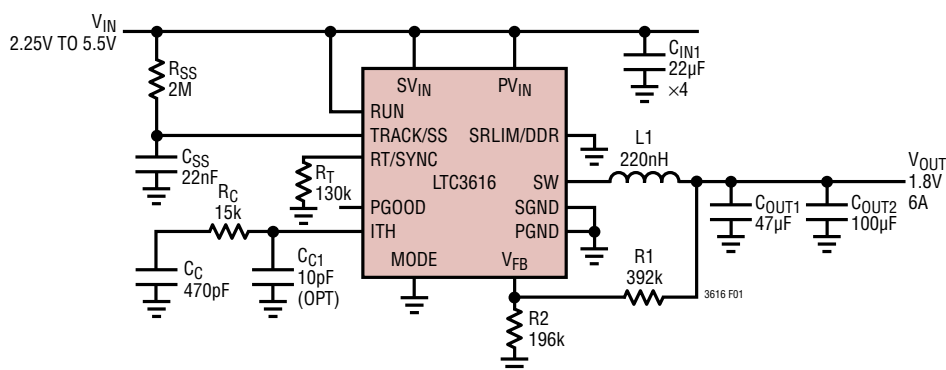 VIN
2.25V TO 5.5V
RSS
2M
CSS
22nF
RC
15k
CC
470pF
CC1
10pF
(OPT)
RT
130k
SVIN
PVIN
RUN
TRACK/SS
SRLIM/DDR
RT/SYNC
LTC3616
SW
PGOOD
SGND
ITH
PGND
MODE
VFB
CIN1
22µF
×4
L1
220nH
VOUT
1.8V
6A
COUT1
47µF
COUT2
100µF
R1
392k
3616 F01
R2
196k